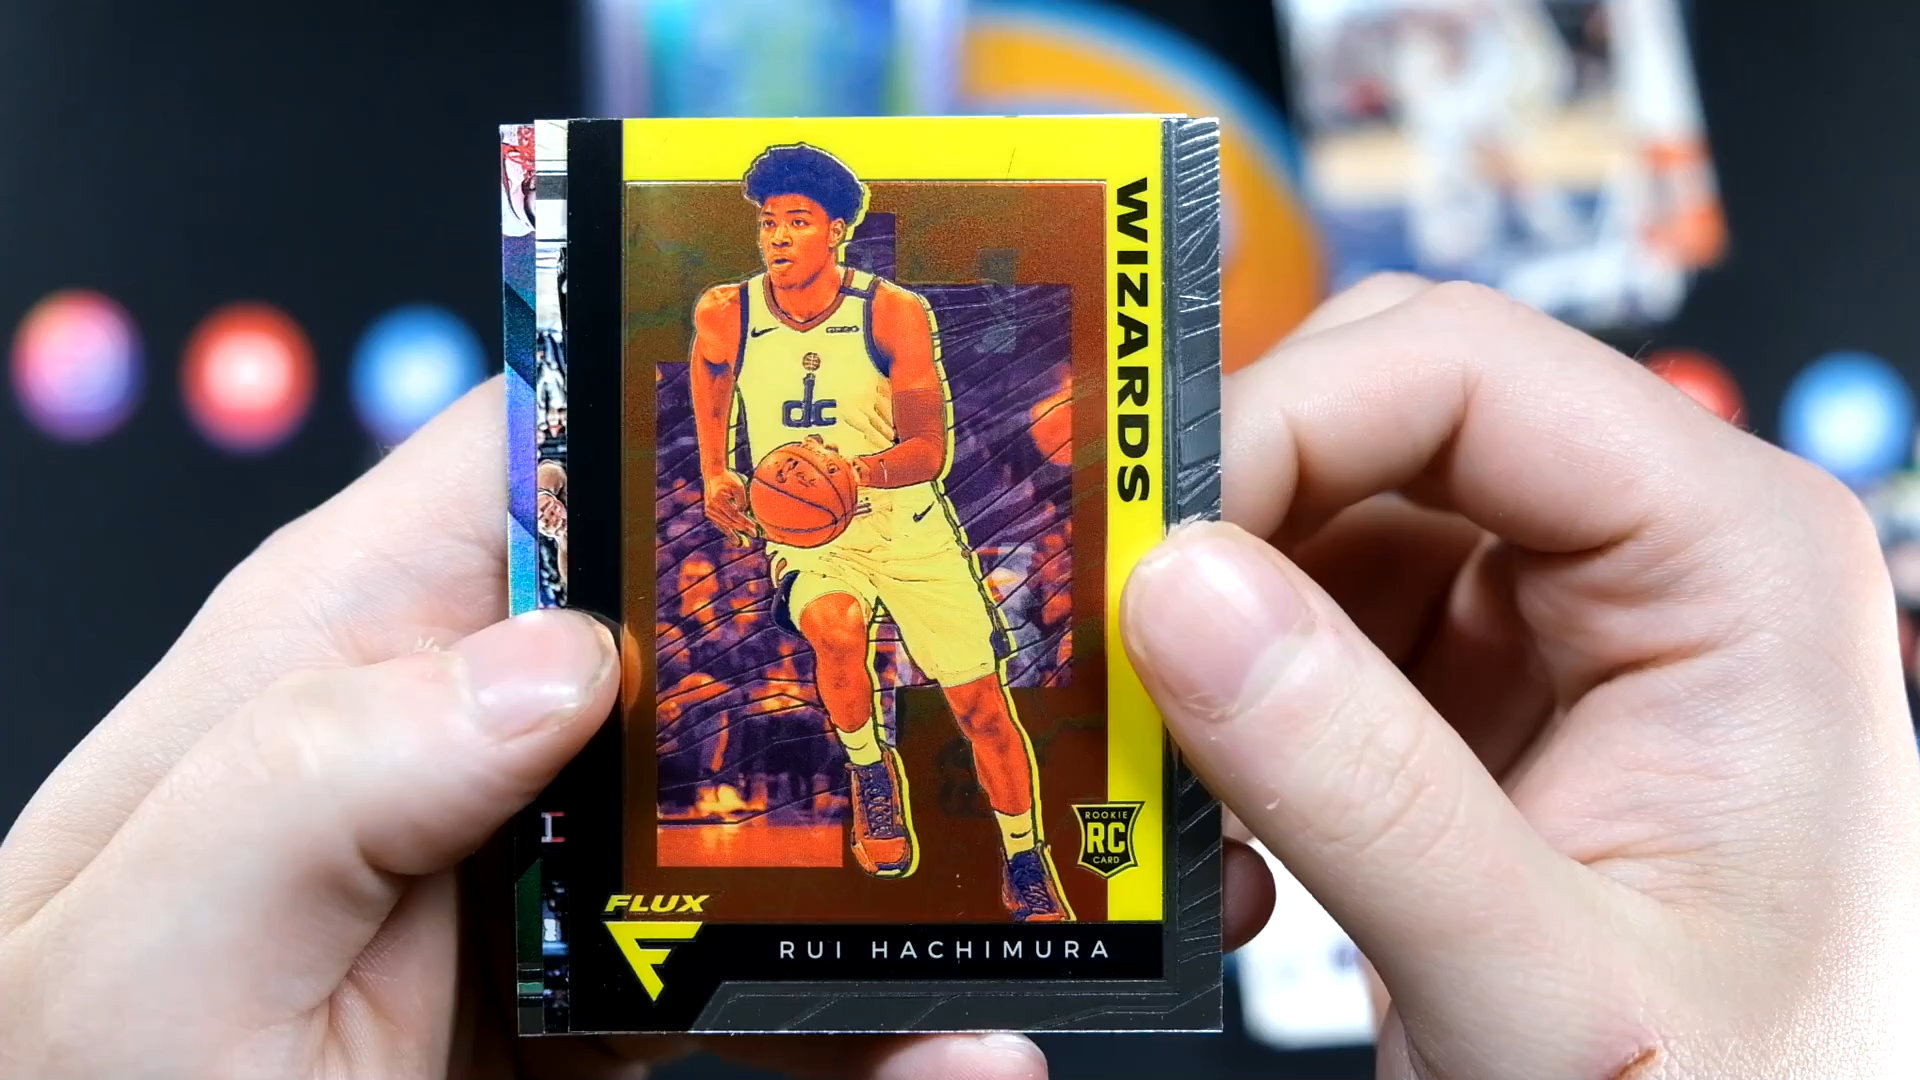 WIZARDS
dc
ROOKIE
RC
CARD
FLUX
F
RUI HACHIMURA